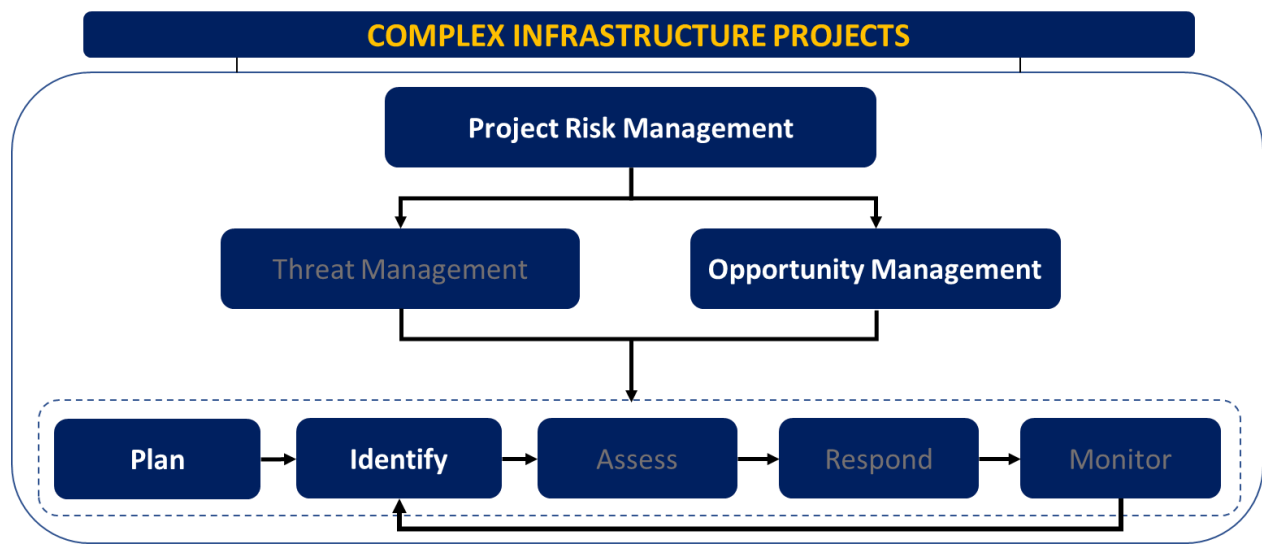 COMPLEX INFRASTRUCTURE PROJECTS
Project Risk Management
Threat Management
Opportunity Management
Plan
Identify
Assess
Respond
Monitor